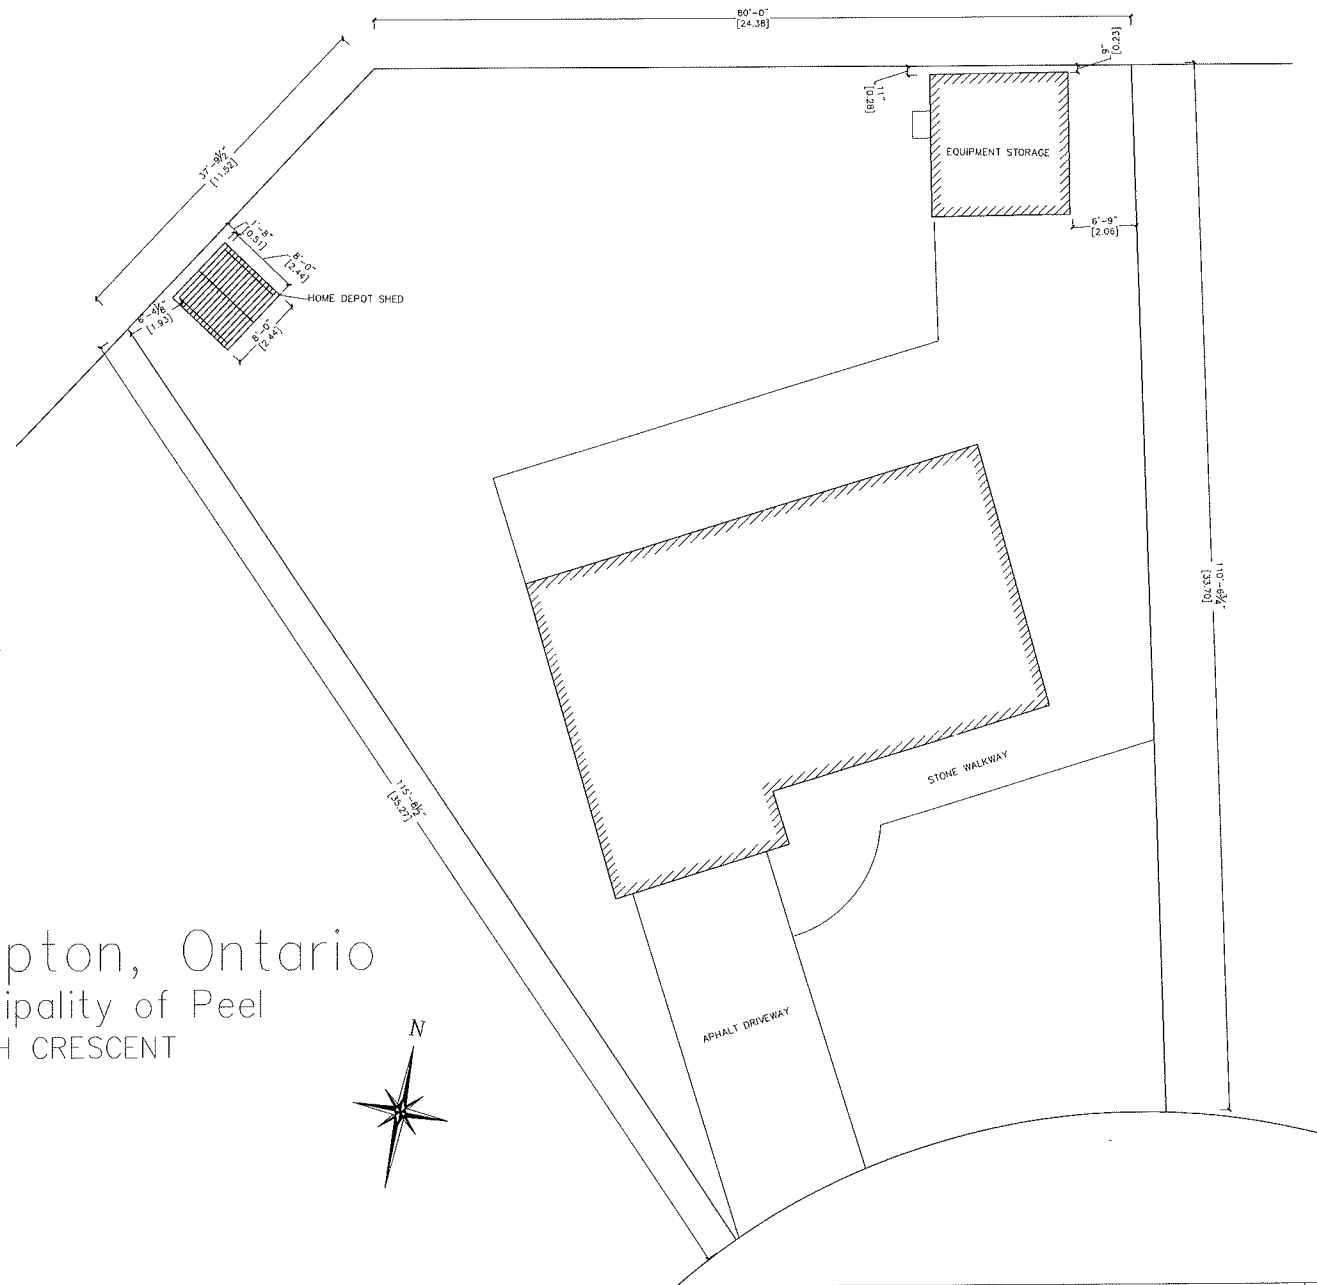 80'-0"
[24.38]
9"
[0.23]
11"
[0.28]
EQUIPMENT STORAGE
37'-9½"
[11.52]
1'-8"
[0.51]
8'-0"
[2.44]
6'-9"
[2.06]
HOME DEPOT SHED
6'-4⅛"
[1.93]
8'-0"
[2.44]
110'-6¾"
[33.70]
STONE WALKWAY
115'-8½"
[35.27]
pton, Ontario
ipality of Peel
H CRESCENT
N
APHALT DRIVEWAY